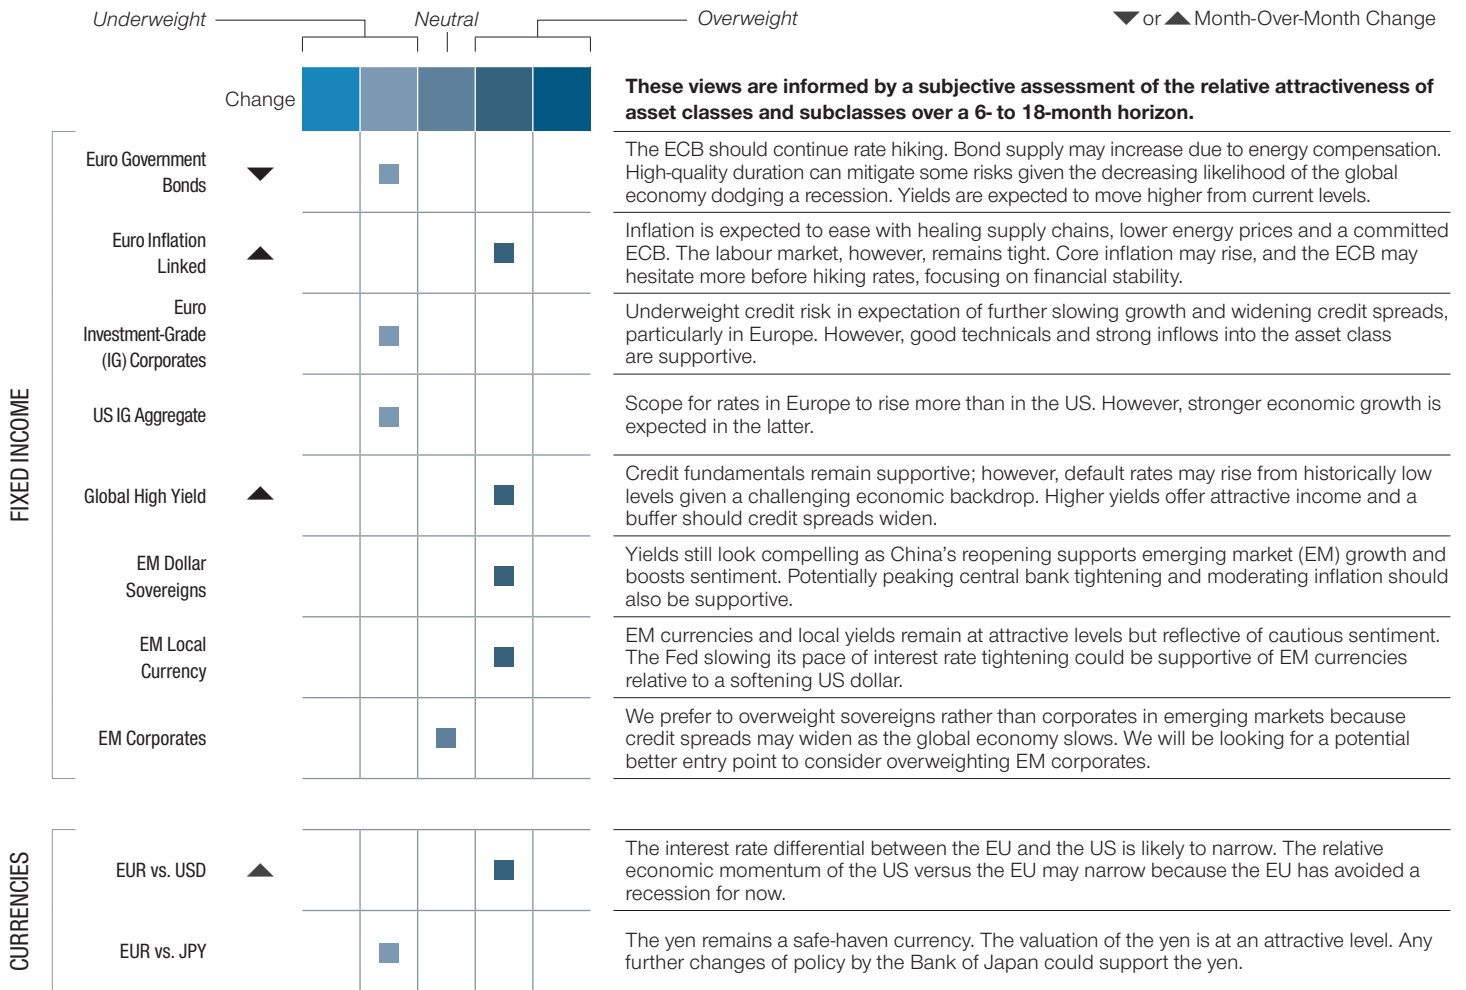 Underweight
Neutral
Overweight
▼ or ▲ Month-Over-Month Change
Change
These views are informed by a subjective assessment of the relative attractiveness of
asset classes and subclasses over a 6- to 18-month horizon.
FIXED INCOME
Euro Government
Bonds
The ECB should continue rate hiking. Bond supply may increase due to energy compensation.
High-quality duration can mitigate some risks given the decreasing likelihood of the global
economy dodging a recession. Yields are expected to move higher from current levels.
Euro Inflation
Linked
Inflation is expected to ease with healing supply chains, lower energy prices and a committed
ECB. The labour market, however, remains tight. Core inflation may rise, and the ECB may
hesitate more before hiking rates, focusing on financial stability.
Euro
Investment-Grade
(IG) Corporates
Underweight credit risk in expectation of further slowing growth and widening credit spreads,
particularly in Europe. However, good technicals and strong inflows into the asset class
are supportive.
US IG Aggregate
Scope for rates in Europe to rise more than in the US. However, stronger economic growth is
expected in the latter.
Global High Yield
Credit fundamentals remain supportive; however, default rates may rise from historically low
levels given a challenging economic backdrop. Higher yields offer attractive income and a
buffer should credit spreads widen.
EM Dollar
Sovereigns
Yields still look compelling as China's reopening supports emerging market (EM) growth and
boosts sentiment. Potentially peaking central bank tightening and moderating inflation should
also be supportive.
EM Local
Currency
EM currencies and local yields remain at attractive levels but reflective of cautious sentiment.
The Fed slowing its pace of interest rate tightening could be supportive of EM currencies
relative to a softening US dollar.
EM Corporates
We prefer to overweight sovereigns rather than corporates in emerging markets because
credit spreads may widen as the global economy slows. We will be looking for a potential
better entry point to consider overweighting EM corporates.
CURRENCIES
EUR vs. USD
The interest rate differential between the EU and the US is likely to narrow. The relative
economic momentum of the US versus the EU may narrow because the EU has avoided a
recession for now.
EUR vs. JPY
The yen remains a safe-haven currency. The valuation of the yen is at an attractive level. Any
further changes of policy by the Bank of Japan could support the yen.